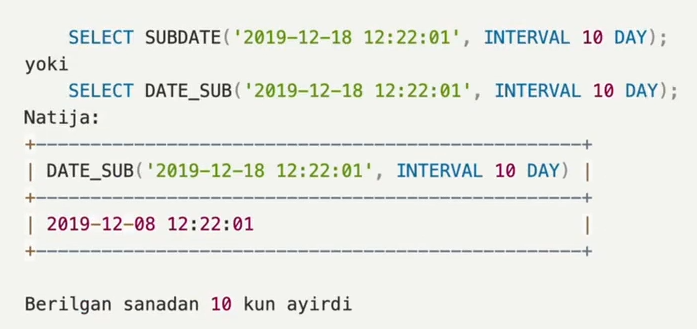 SELECT SUBDATE('2019-12-18 12:22:01', INTERVAL 10 DAY);
yoki
SELECT DATE_SUB('2019-12-18 12:22:01', INTERVAL 10 DAY);
Natija:
+--------------------------------------------------+
| DATE_SUB('2019-12-18 12:22:01', INTERVAL 10 DAY) |
+--------------------------------------------------+
| 2019-12-08 12:22:01                              |
+--------------------------------------------------+
Berilgan sanadan 10 kun ayirdi